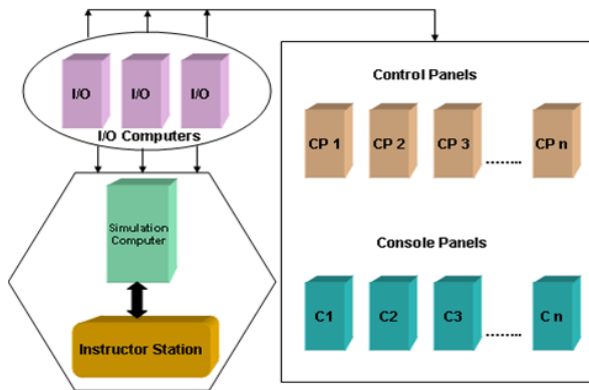 I/O I/O I/O
I/O Computers
Simulation
Computer
Instructor Station
Control Panels
CP 1 CP 2 CP 3 ........ CP n
Console Panels
C1 C2 C3 ........ C n